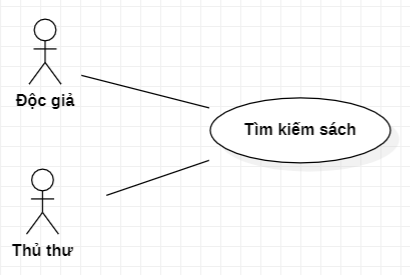 Độc giả
Tìm kiếm sách
Thủ thư